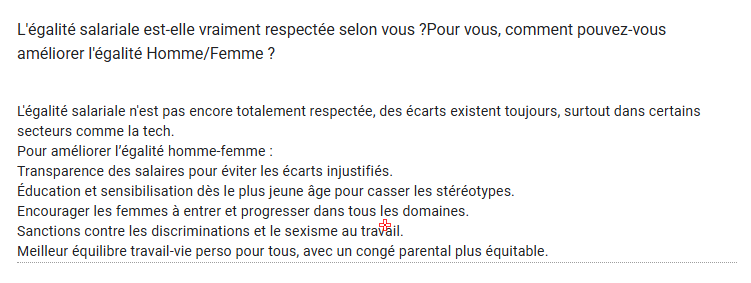 L'égalité salariale est-elle vraiment respectée selon vous ?Pour vous, comment pouvez-vous
améliorer l'égalité Homme/Femme ?
L'égalité salariale n'est pas encore totalement respectée, des écarts existent toujours, surtout dans certains
secteurs comme la tech.
Pour améliorer l’égalité homme-femme :
Transparence des salaires pour éviter les écarts injustifiés.
Éducation et sensibilisation dès le plus jeune âge pour casser les stéréotypes.
Encourager les femmes à entrer et progresser dans tous les domaines.
Sanctions contre les discriminations et le sexisme au travail.
Meilleur équilibre travail-vie perso pour tous, avec un congé parental plus équitable.